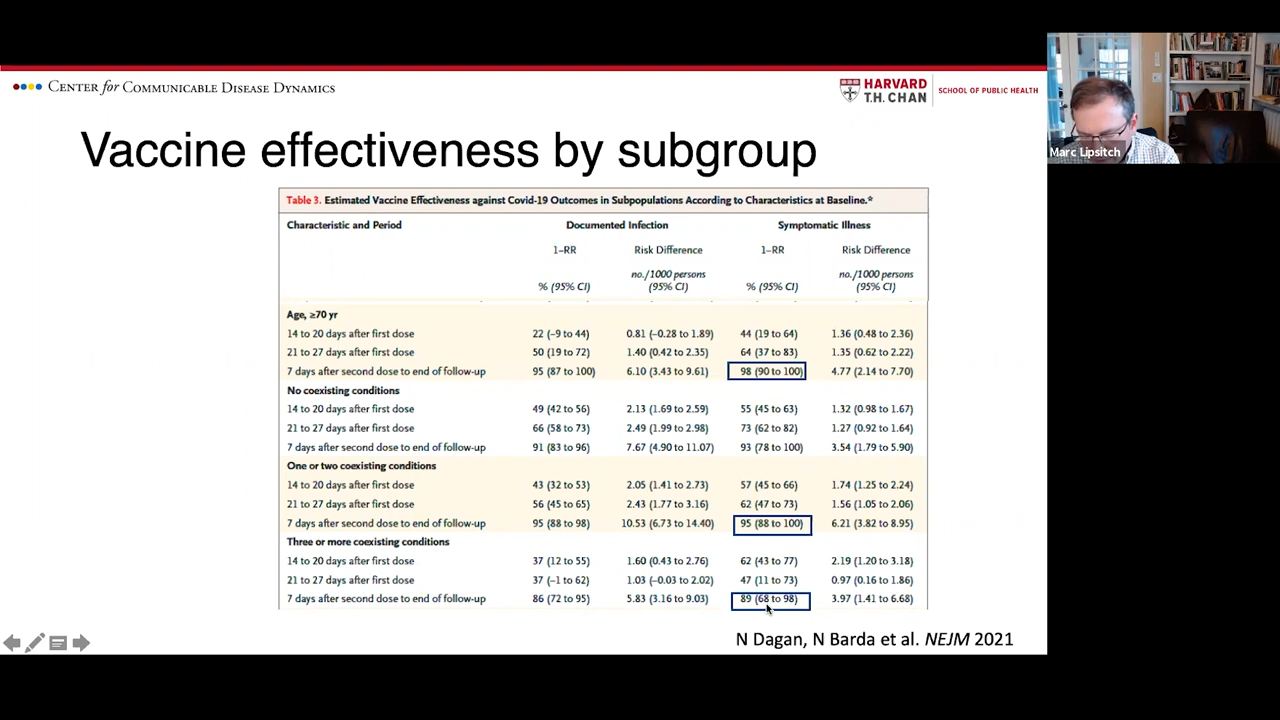 CENTER for COMMUNICABLE DISEASE DYNAMICS
HARVARD
T.H. CHAN
SCHOOL OF PUBLIC HEALTH
Marc Lipsitch
Vaccine effectiveness by subgroup
Table 3. Estimated Vaccine Effectiveness against Covid-19 Outcomes in Subpopulations According to Characteristics at Baseline.*
Characteristic and Period Documented Infection Symptomatic Illness
1–RR Risk Difference 1–RR Risk Difference
no./1000 persons no./1000 persons
% (95% CI) (95% CI) % (95% CI) (95% CI)
Age, ≥70 yr
14 to 20 days after first dose 22 (–9 to 44) 0.81 (–0.28 to 1.89) 44 (19 to 64) 1.36 (0.48 to 2.36)
21 to 27 days after first dose 50 (19 to 72) 1.40 (0.42 to 2.35) 64 (37 to 83) 1.35 (0.62 to 2.22)
7 days after second dose to end of follow-up 95 (87 to 100) 6.10 (3.43 to 9.61) 98 (90 to 100) 4.77 (2.14 to 7.70)
No coexisting conditions
14 to 20 days after first dose 49 (42 to 56) 2.13 (1.69 to 2.59) 55 (45 to 63) 1.32 (0.98 to 1.67)
21 to 27 days after first dose 66 (58 to 73) 2.49 (1.99 to 2.98) 73 (62 to 82) 1.27 (0.92 to 1.64)
7 days after second dose to end of follow-up 91 (83 to 96) 7.67 (4.90 to 11.07) 93 (78 to 100) 3.54 (1.79 to 5.90)
One or two coexisting conditions
14 to 20 days after first dose 43 (32 to 53) 2.05 (1.41 to 2.73) 57 (45 to 66) 1.74 (1.25 to 2.24)
21 to 27 days after first dose 56 (45 to 65) 2.43 (1.77 to 3.16) 62 (47 to 73) 1.56 (1.05 to 2.06)
7 days after second dose to end of follow-up 95 (88 to 98) 10.53 (6.73 to 14.40) 95 (88 to 100) 6.21 (3.82 to 8.95)
Three or more coexisting conditions
14 to 20 days after first dose 37 (12 to 55) 1.60 (0.43 to 2.76) 62 (43 to 77) 2.19 (1.20 to 3.18)
21 to 27 days after first dose 37 (–1 to 62) 1.03 (–0.03 to 2.02) 47 (11 to 73) 0.97 (0.16 to 1.86)
7 days after second dose to end of follow-up 86 (72 to 95) 5.83 (3.16 to 9.03) 89 (68 to 98) 3.97 (1.41 to 6.68)
N Dagan, N Barda et al. NEJM 2021